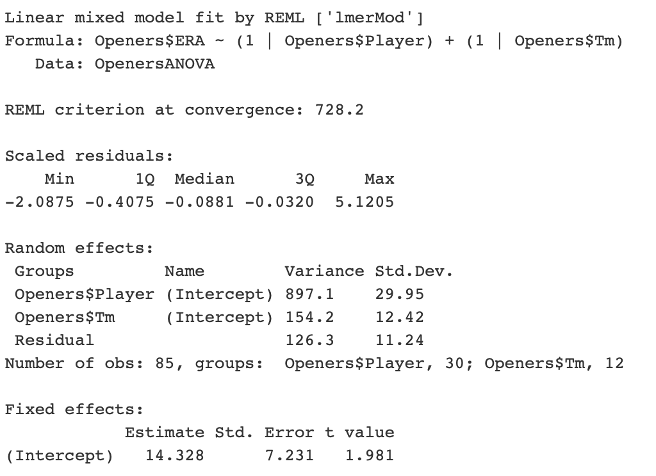 Linear mixed model fit by REML ['lmerMod']
Formula: Openers$ERA ~ (1 | Openers$Player) + (1 | Openers$Tm)
   Data: OpenersANOVA

REML criterion at convergence: 728.2

Scaled residuals:
    Min      1Q  Median      3Q     Max
-2.0875 -0.4075 -0.0881 -0.0320  5.1205

Random effects:
 Groups         Name        Variance Std.Dev.
 Openers$Player (Intercept) 897.1    29.95
 Openers$Tm     (Intercept) 154.2    12.42
 Residual                   126.3    11.24
Number of obs: 85, groups:  Openers$Player, 30; Openers$Tm, 12

Fixed effects:
            Estimate Std. Error t value
(Intercept)   14.328      7.231   1.981